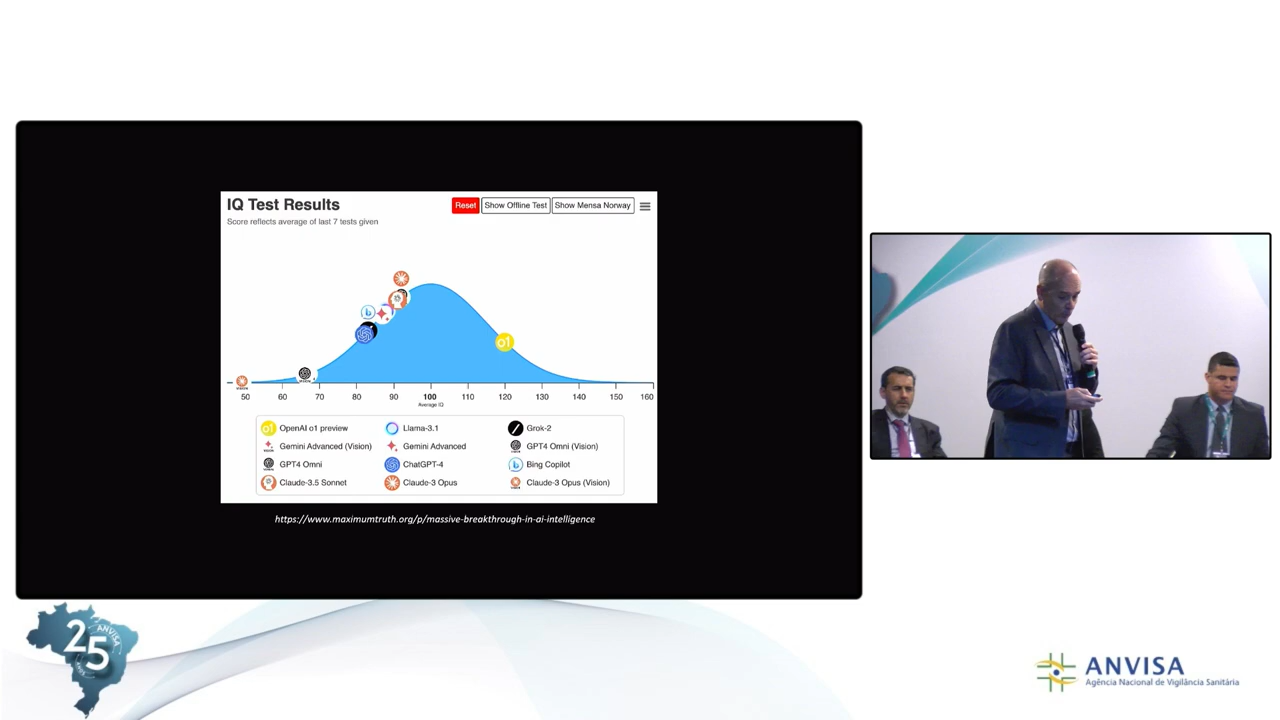 IQ Test Results
Reset
Show Offline Test
Show Mensa Norway
Score reflects average of last 7 tests given
o1
50
60
70
80
90
100
110
120
130
140
150
160
Average IQ
o1
OpenAI o1 preview
Llama-3.1
Grok-2
Gemini Advanced (Vision)
Gemini Advanced
GPT4 Omni (Vision)
GPT4 Omni
ChatGPT-4
Bing Copilot
Claude-3.5 Sonnet
Claude-3 Opus
Claude-3 Opus (Vision)
https://www.maximumtruth.org/p/massive-breakthrough-in-ai-intelligence
25
ANVISA
ANVISA
Agência Nacional de Vigilância Sanitária